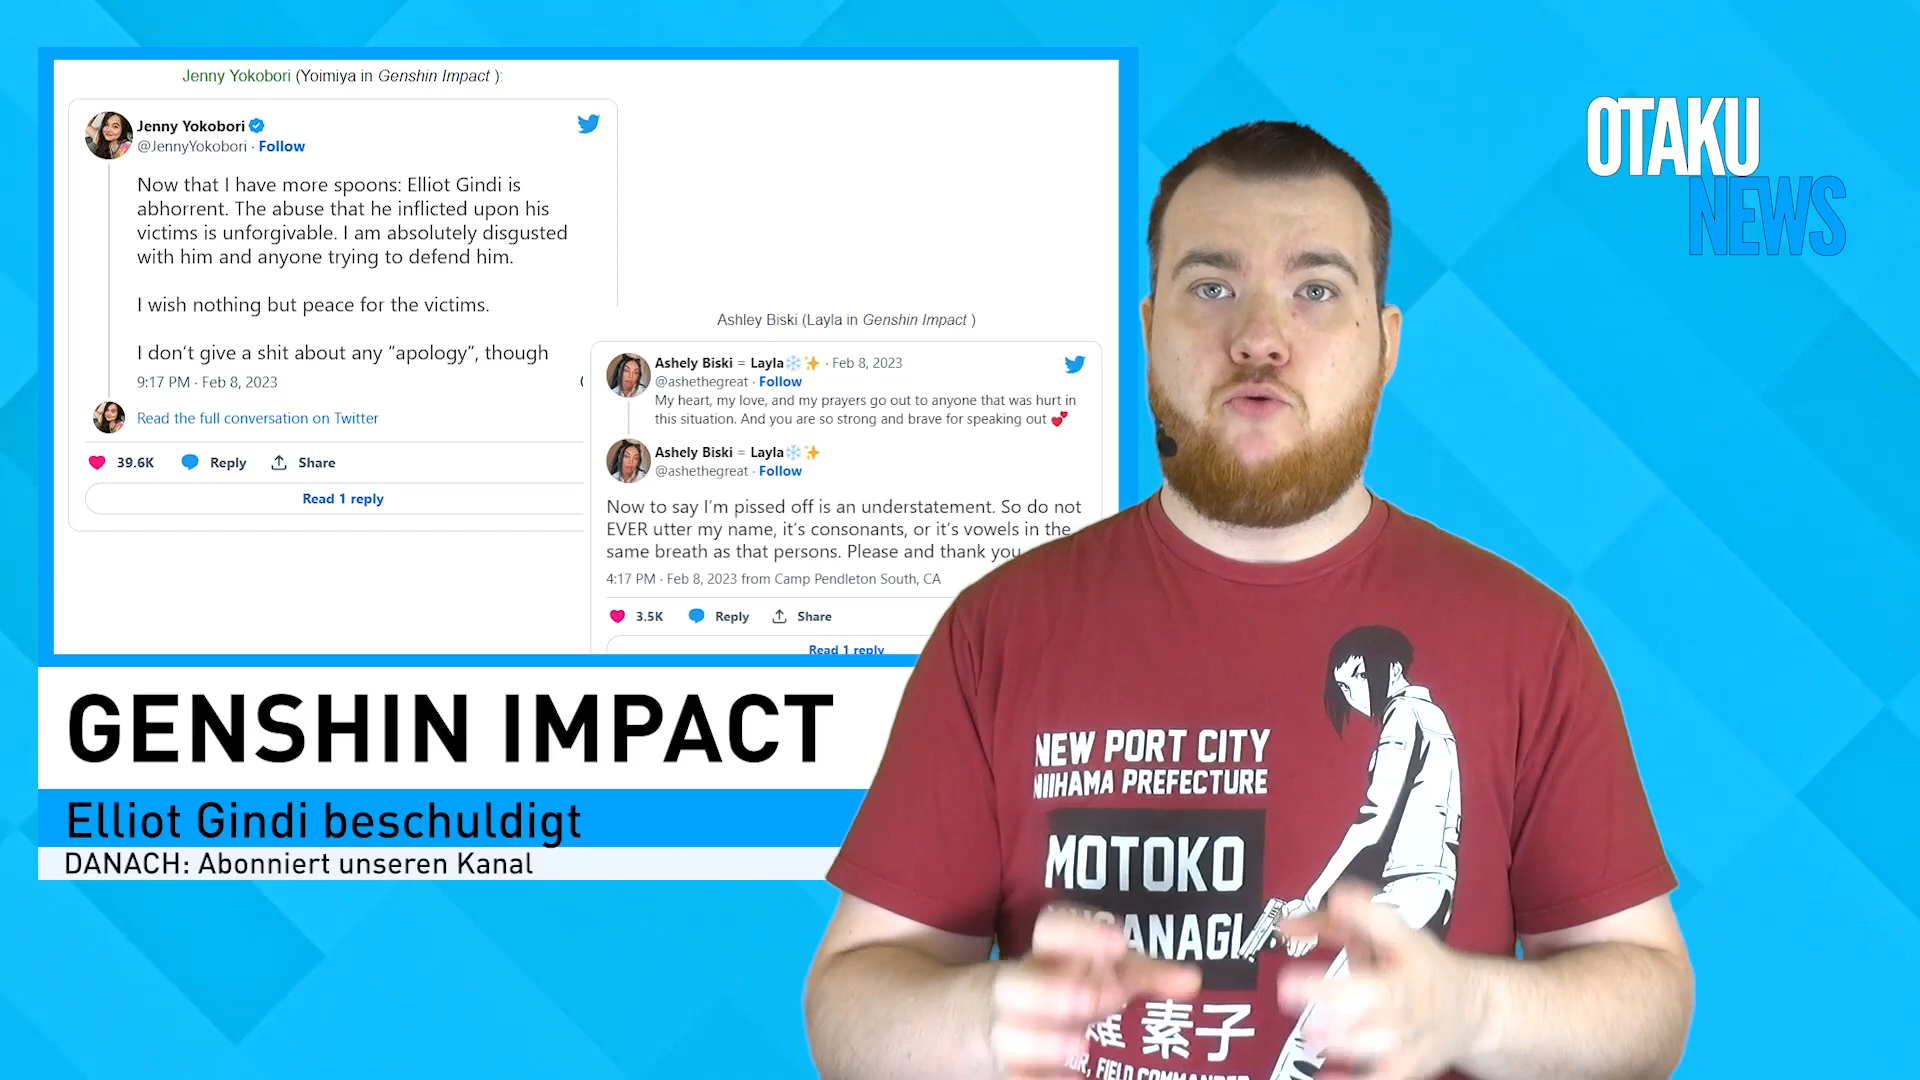 Jenny Yokobori (Yoimiya in Genshin Impact ):
Jenny Yokobori
@JennyYokobori · Follow
Now that I have more spoons: Elliot Gindi is
abhorrent. The abuse that he inflicted upon his
victims is unforgivable. I am absolutely disgusted
with him and anyone trying to defend him.
I wish nothing but peace for the victims.
I don't give a shit about any “apology”, though
9:17 PM · Feb 8, 2023
Read the full conversation on Twitter
39.6K Reply Share
Read 1 reply
Ashley Biski (Layla in Genshin Impact )
Ashely Biski = Layla❄️✨ · Feb 8, 2023
@ashethegreat · Follow
My heart, my love, and my prayers go out to anyone that was hurt in
this situation. And you are so strong and brave for speaking out 💕
Ashely Biski = Layla❄️✨
@ashethegreat · Follow
Now to say I'm pissed off is an understatement. So do not
EVER utter my name, it's consonants, or it's vowels in the
same breath as that persons. Please and thank you
4:17 PM · Feb 8, 2023 from Camp Pendleton South, CA
3.5K Reply Share
Read 1 reply
OTAKU
NEWS
GENSHIN IMPACT
Elliot Gindi beschuldigt
DANACH: Abonniert unseren Kanal
NEW PORT CITY
NIIHAMA PREFECTURE
MOTOKO
素子
FIELD COMMANDER